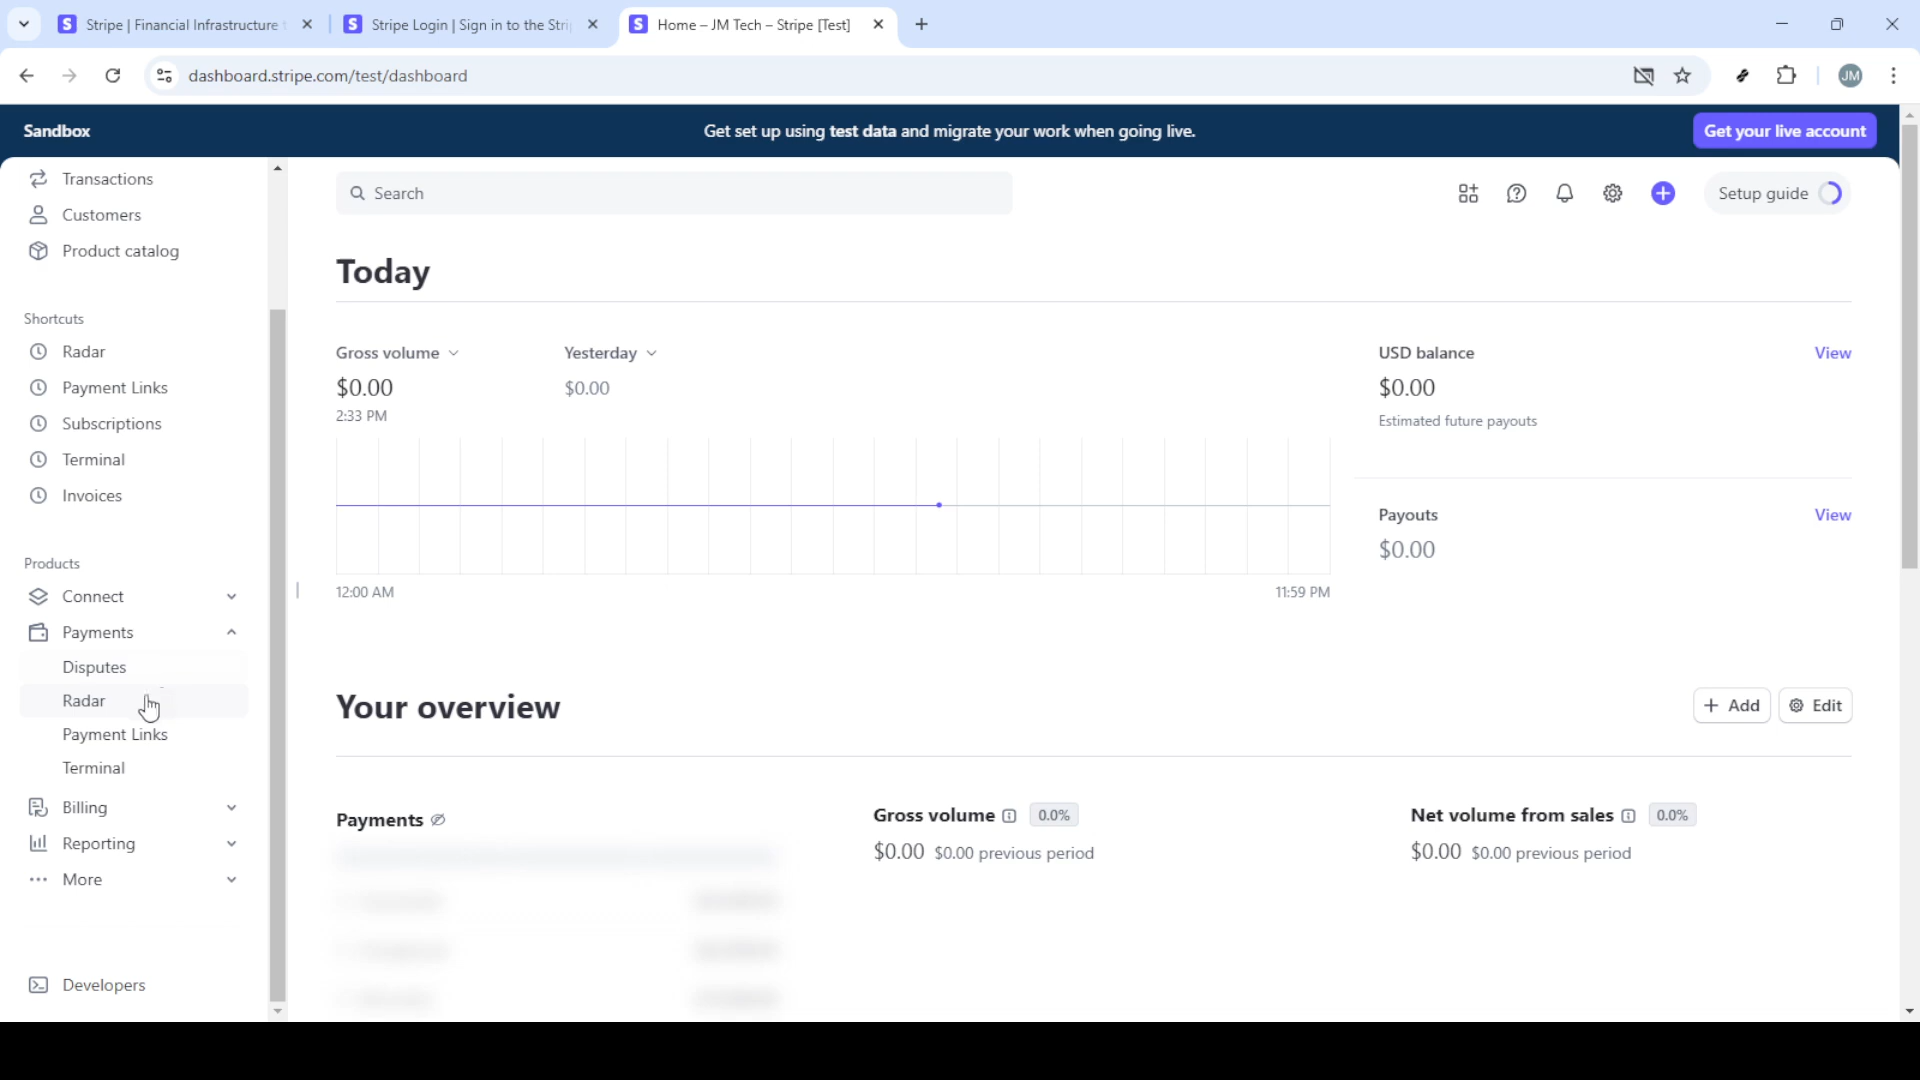 Stripe | Financial Infrastructure t
Stripe Login | Sign in to the Stri
Home – JM Tech – Stripe [Test]
dashboard.stripe.com/test/dashboard
JM
Sandbox
Get set up using test data and migrate your work when going live.
Get your live account
Transactions
Customers
Product catalog
Shortcuts
Radar
Payment Links
Subscriptions
Terminal
Invoices
Products
Connect
Payments
Disputes
Radar
Payment Links
Terminal
Billing
Reporting
More
Developers
Search
Setup guide
Today
Gross volume
$0.00
2:33 PM
Yesterday
$0.00
12:00 AM
11:59 PM
USD balance
View
$0.00
Estimated future payouts
Payouts
View
$0.00
Your overview
Add
Edit
Payments
Gross volume 0.0%
$0.00 $0.00 previous period
Net volume from sales 0.0%
$0.00 $0.00 previous period